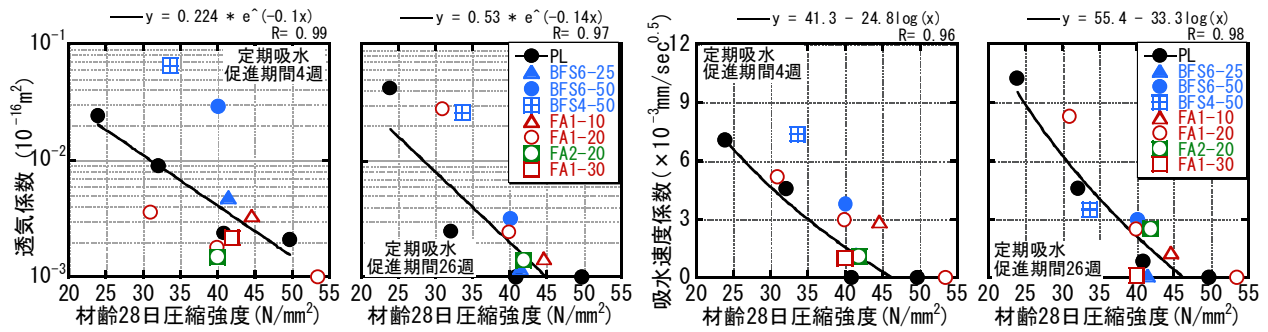 y = 0.224 * e^(-0.1x)
R= 0.99
透気係数 (10⁻¹⁶m²)
10⁻¹
10⁻²
10⁻³
定期吸水
促進期間4週
20 25 30 35 40 45 50 55
材齢28日圧縮強度(N/mm²)
y = 0.53 * e^(-0.14x)
R= 0.97
PL
BFS6-25
BFS6-50
BFS4-50
FA1-10
FA1-20
FA2-20
FA1-30
定期吸水
促進期間26週
20 25 30 35 40 45 50 55
材齢28日圧縮強度(N/mm²)
y = 41.3 - 24.8log(x)
R= 0.96
吸水速度係数(×10⁻³mm/sec⁰·⁵)
12
9
6
3
0
定期吸水
促進期間4週
20 25 30 35 40 45 50 55
材齢28日圧縮強度(N/mm²)
y = 55.4 - 33.3log(x)
R= 0.98
PL
BFS6-25
BFS6-50
BFS4-50
FA1-10
FA1-20
FA2-20
FA1-30
定期吸水
促進期間26週
20 25 30 35 40 45 50 55
材齢28日圧縮強度(N/mm²)